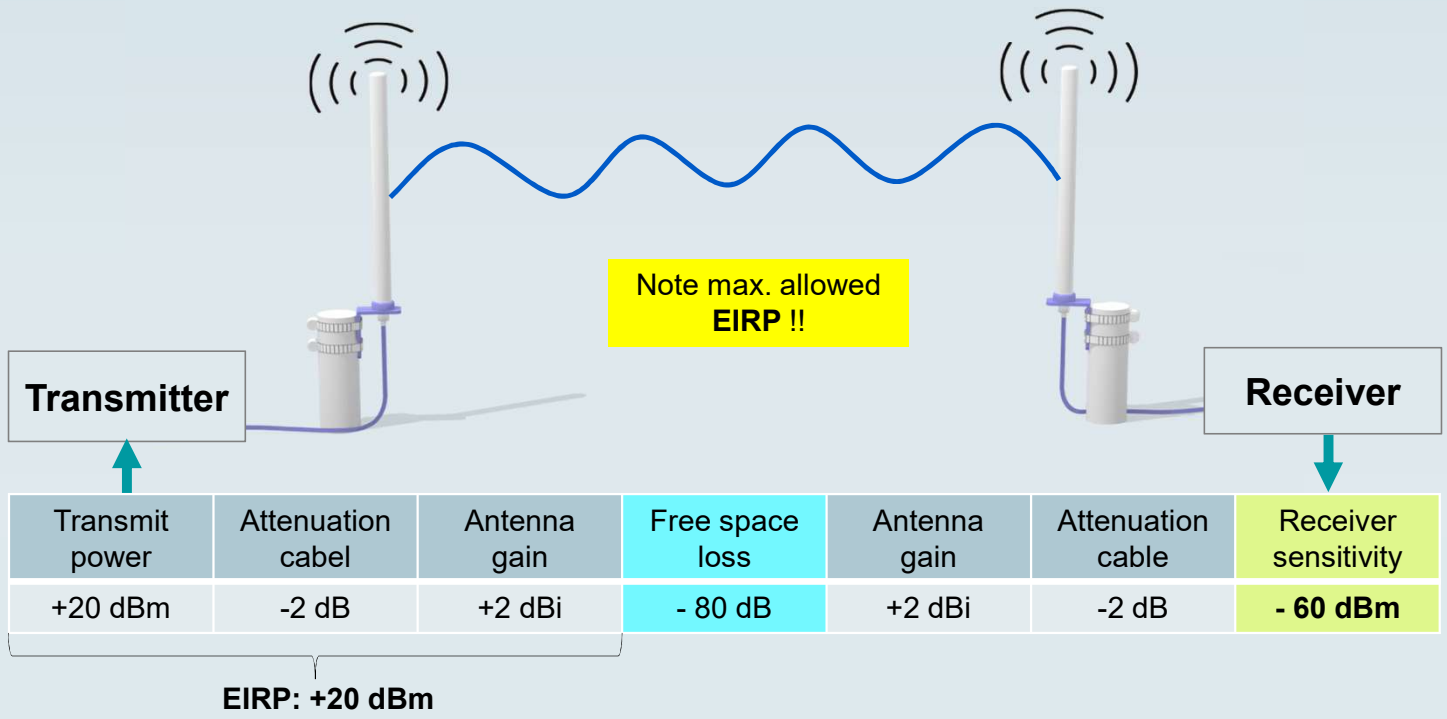 Note max. allowed
EIRP !!
Transmitter
Receiver
Transmit power
Attenuation cabel
Antenna gain
Free space loss
Antenna gain
Attenuation cable
Receiver sensitivity
+20 dBm
-2 dB
+2 dBi
- 80 dB
+2 dBi
-2 dB
- 60 dBm
EIRP: +20 dBm